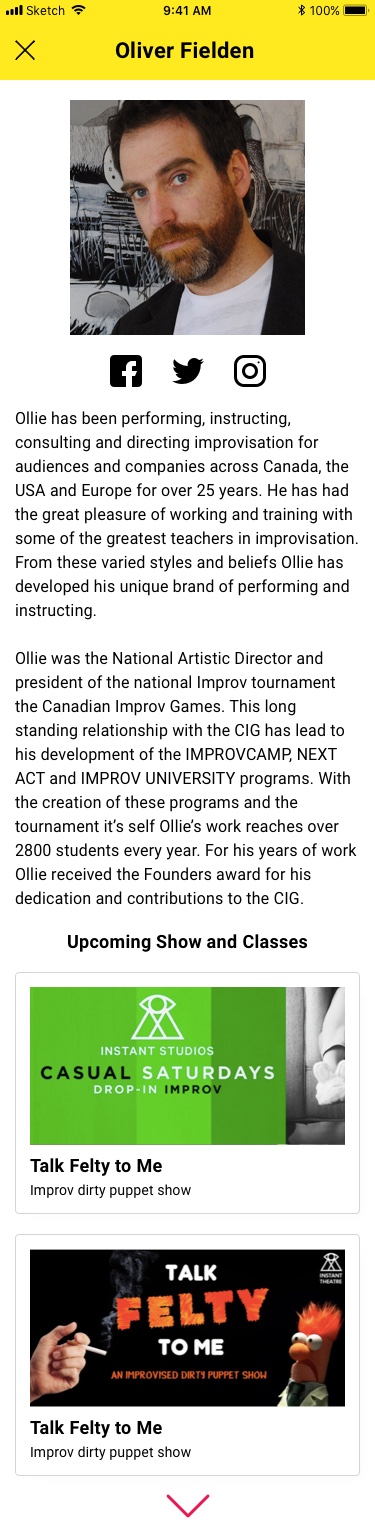 Sketch 9:41 AM 100%
Oliver Fielden
Ollie has been performing, instructing,
consulting and directing improvisation for
audiences and companies across Canada, the
USA and Europe for over 25 years. He has had
the great pleasure of working and training with
some of the greatest teachers in improvisation.
From these varied styles and beliefs Ollie has
developed his unique brand of performing and
instructing.
Ollie was the National Artistic Director and
president of the national Improv tournament
the Canadian Improv Games. This long
standing relationship with the CIG has lead to
his development of the IMPROVCAMP, NEXT
ACT and IMPROV UNIVERSITY programs. With
the creation of these programs and the
tournament it’s self Ollie’s work reaches over
2800 students every year. For his years of work
Ollie received the Founders award for his
dedication and contributions to the CIG.
Upcoming Show and Classes
INSTANT STUDIOS
CASUAL SATURDAYS
DROP-IN IMPROV
Talk Felty to Me
Improv dirty puppet show
TALK
FELTY
TO ME
AN IMPROVISED DIRTY PUPPET SHOW
INSTANT
THEATRE
Talk Felty to Me
Improv dirty puppet show